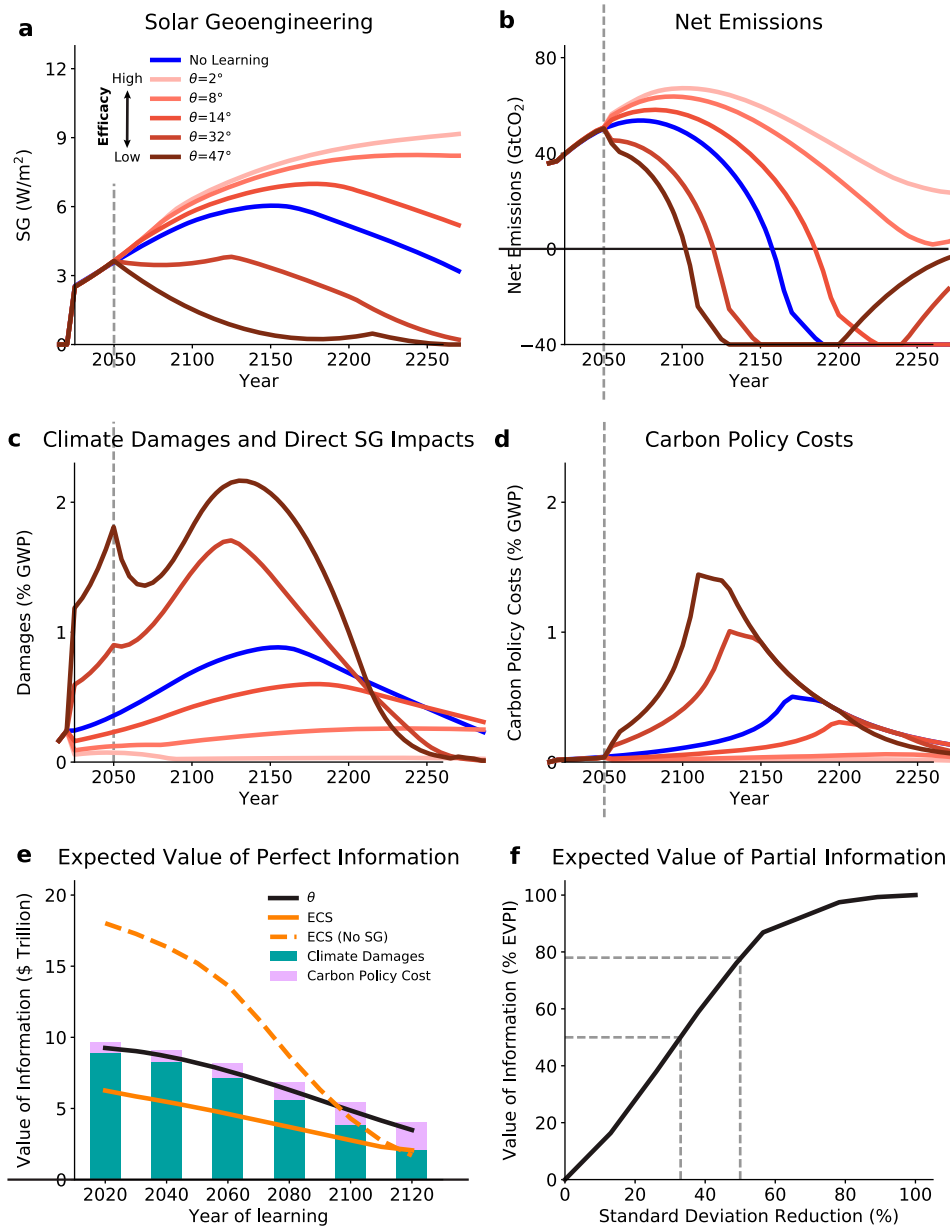 a
Solar Geoengineering
12
9
6
3
0
SG (W/m²)
High
Efficacy
Low
No Learning
θ=2°
θ=8°
θ=14°
θ=32°
θ=47°
2050
2100
2150
2200
2250
Year
b
Net Emissions
80
40
0
−40
Net Emissions (GtCO₂)
2050
2100
2150
2200
2250
Year
c
Climate Damages and Direct SG Impacts
2
1
0
Damages (% GWP)
2050
2100
2150
2200
2250
Year
d
Carbon Policy Costs
2
1
0
Carbon Policy Costs (% GWP)
2050
2100
2150
2200
2250
Year
e
Expected Value of Perfect Information
20
15
10
5
0
Value of Information ($ Trillion)
θ
ECS
ECS (No SG)
Climate Damages
Carbon Policy Cost
2020
2040
2060
2080
2100
2120
Year of learning
f
Expected Value of Partial Information
100
80
60
40
20
0
Value of Information (% EVPI)
0
20
40
60
80
100
Standard Deviation Reduction (%)